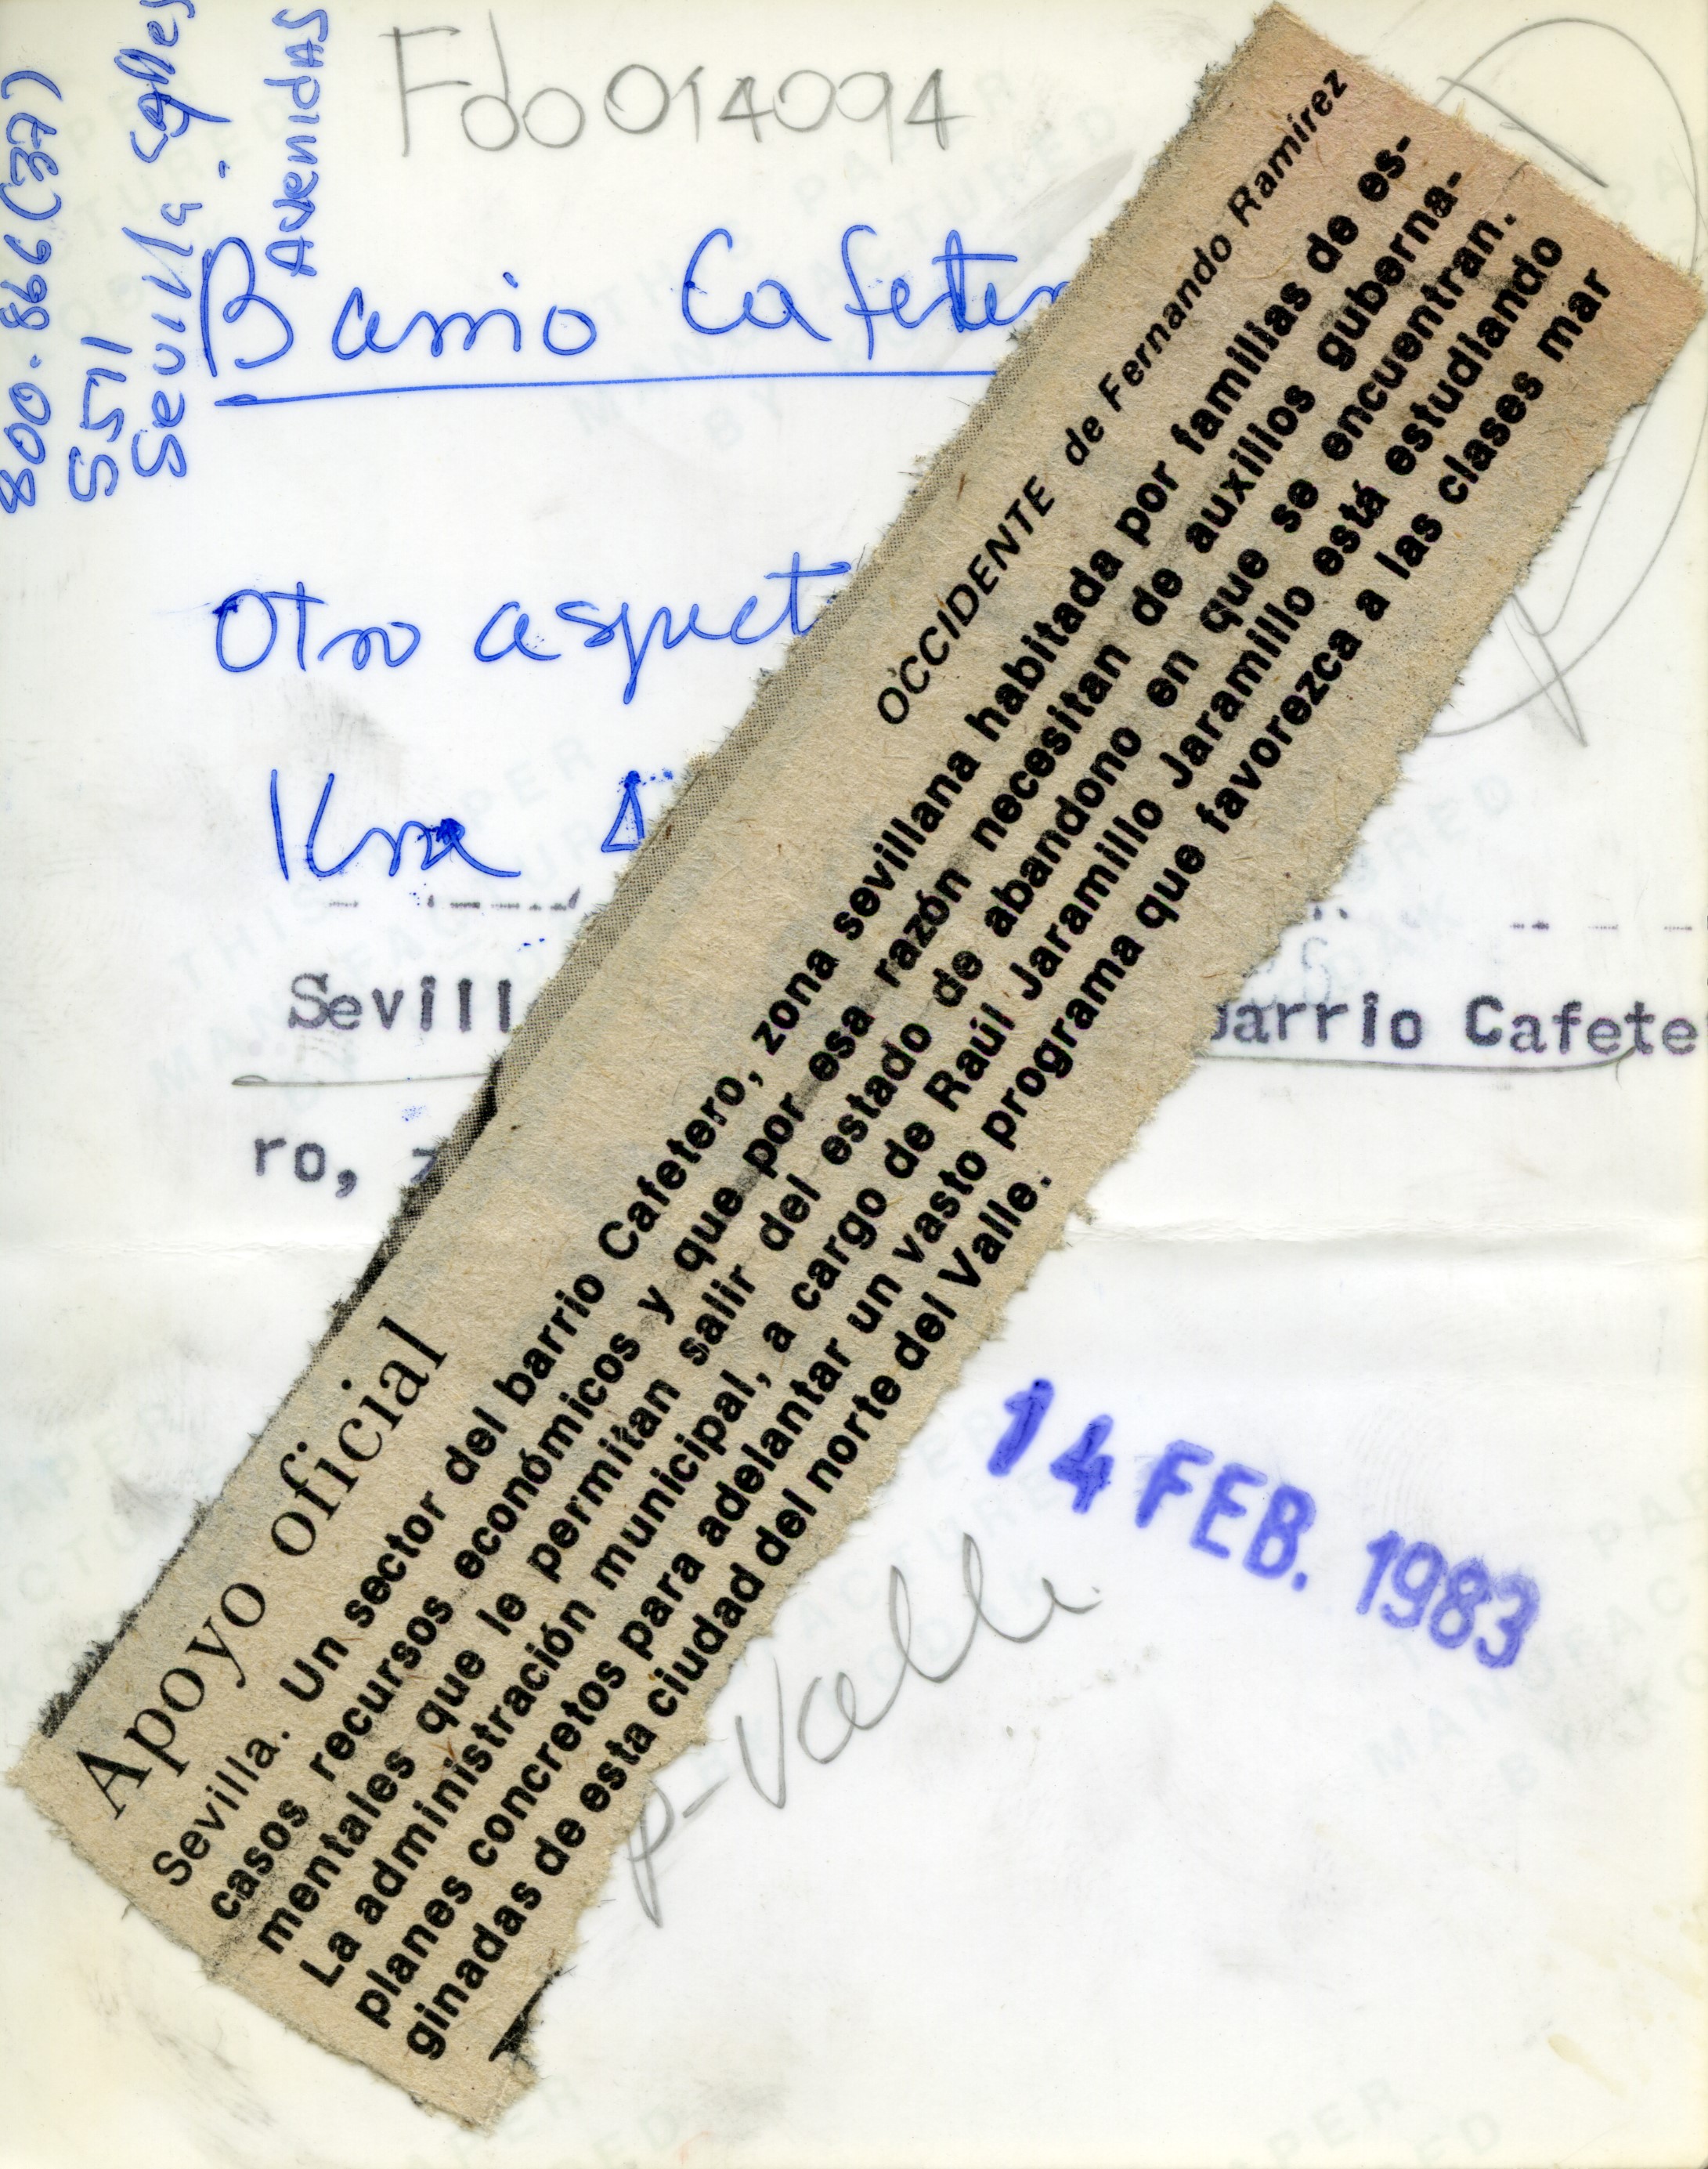 800.866(37)
5511
Sevilla. Calles
Avenidas
Fdo 014094
Barrio Cafeter
Otro aspect
Kra
Sevill
barrio Cafete
ro,
OCCIDENTE de Fernando Ramírez
Apoyo oficial
Sevilla. Un sector del barrio Cafetero, zona sevillana habitada por familias de es-
casos recursos económicos y que por esa razón necesitan de auxilios guberna-
mentales que le permitan salir del estado de abandono en que se encuentran.
La administración municipal, a cargo de Raúl Jaramillo Jaramillo está estudiando
planes concretos para adelantar un vasto programa que favorezca a las clases mar
ginadas de esta ciudad del norte del Valle.
14 FEB. 1983
P-Valle